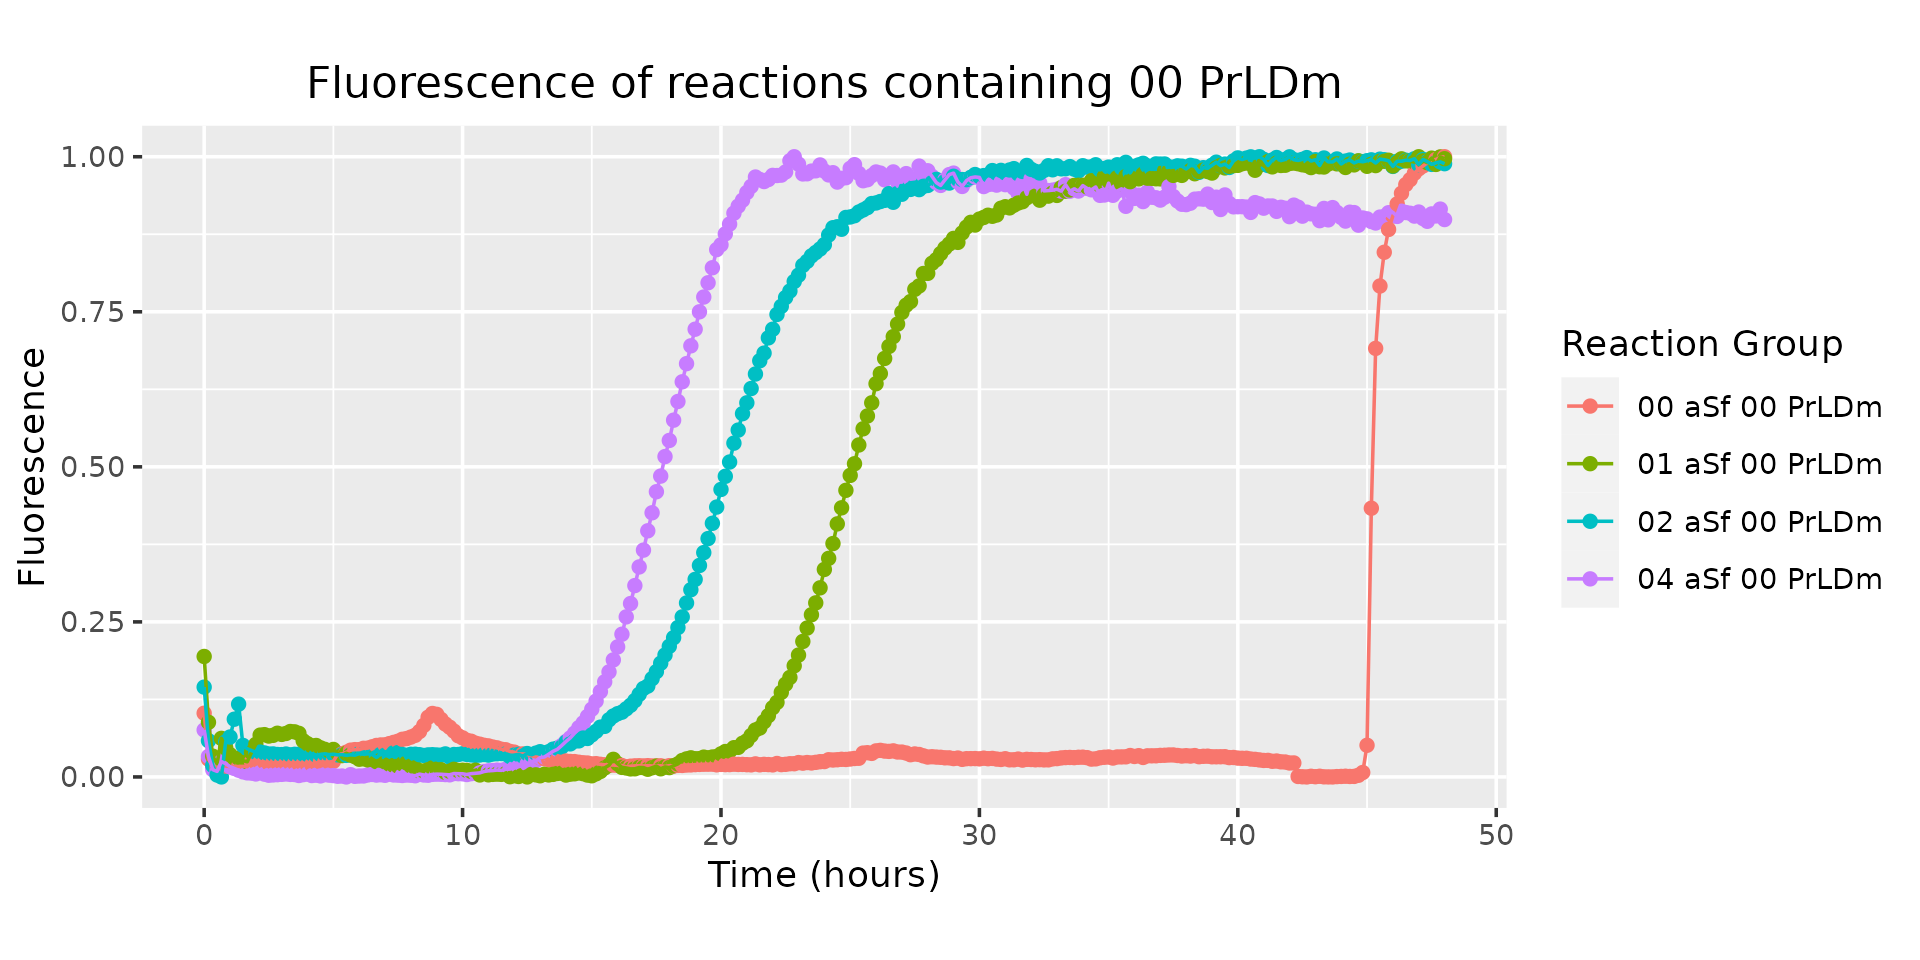 Fluorescence of reactions containing 00 PrLDm
1.00
0.75
0.50
0.25
0.00
Fluorescence
0 10 20 30 40 50
Time (hours)
Reaction Group
00 aSf 00 PrLDm
01 aSf 00 PrLDm
02 aSf 00 PrLDm
04 aSf 00 PrLDm